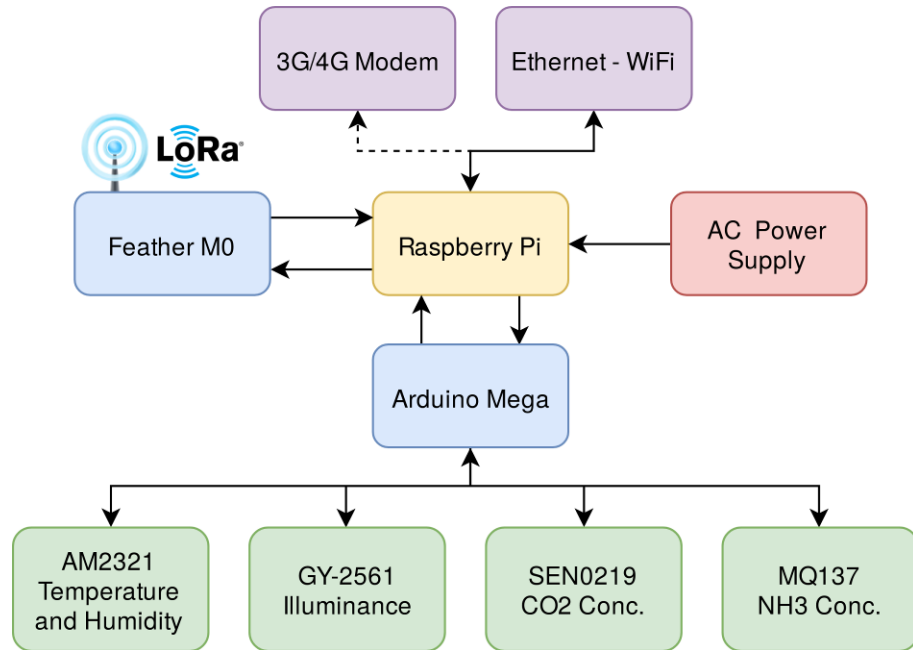 3G/4G Modem
Ethernet - WiFi
LoRa
Feather M0
Raspberry Pi
AC Power
Supply
Arduino Mega
AM2321
Temperature
and Humidity
GY-2561
Illuminance
SEN0219
CO2 Conc.
MQ137
NH3 Conc.